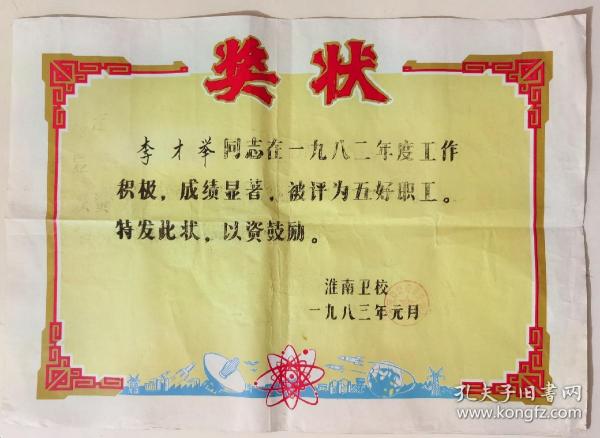 奖状
李才举同志在一九八二年度工作
积极，成绩显著，被评为五好职工。
特发此状，以资鼓励。
淮南卫校
一九八三年元月
孔夫子旧书网
www.kongfz.com